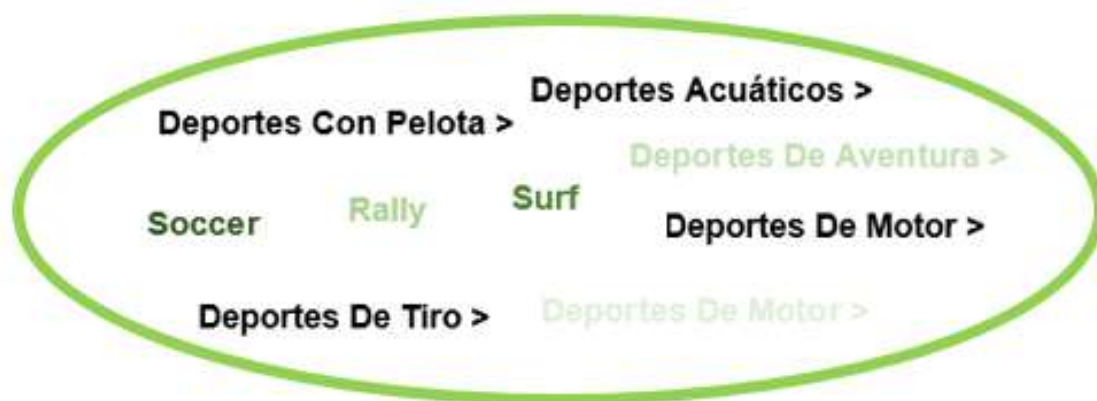 Deportes Acuáticos >
Deportes Con Pelota >
Deportes De Aventura >
Soccer
Rally
Surf
Deportes De Motor >
Deportes De Tiro >
Deportes De Motor >